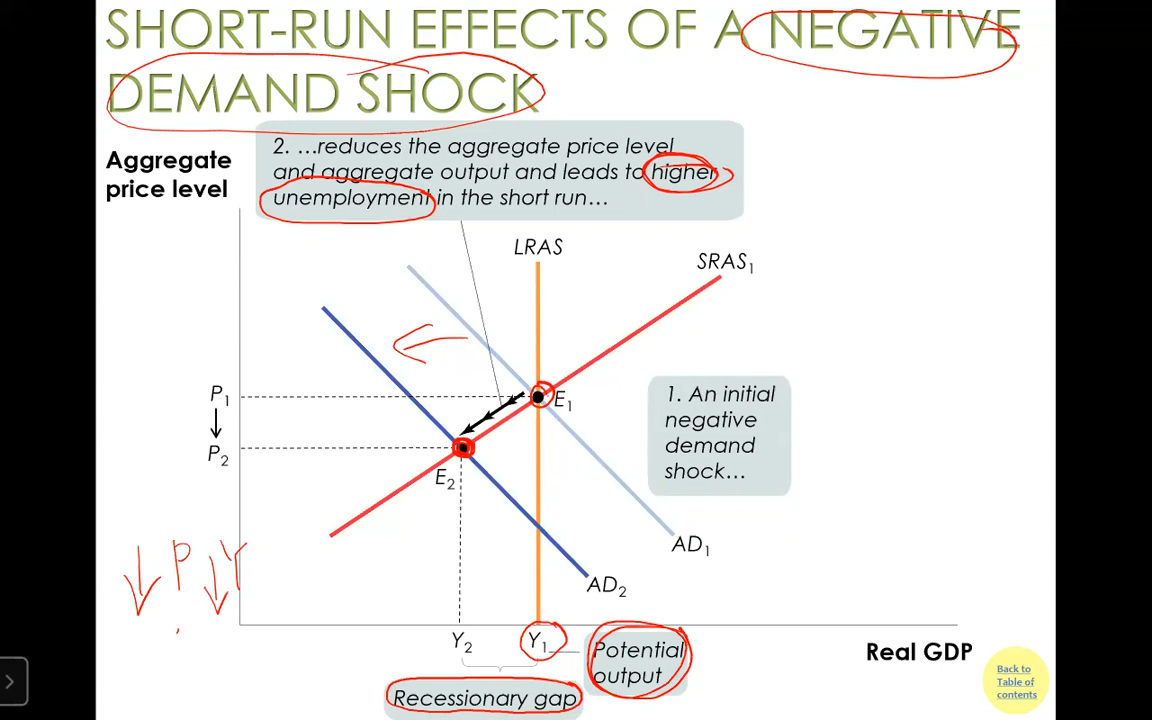 SHORT-RUN EFFECTS OF A NEGATIVE
DEMAND SHOCK
Aggregate
price level
2. …reduces the aggregate price level
and aggregate output and leads to higher
unemployment in the short run…
LRAS
SRAS1
P1
E1
1. An initial
negative
demand
shock…
P2
E2
AD1
AD2
P Y
Y2
Y1
Potential
output
Real GDP
Recessionary gap
Back to
Table of
contents